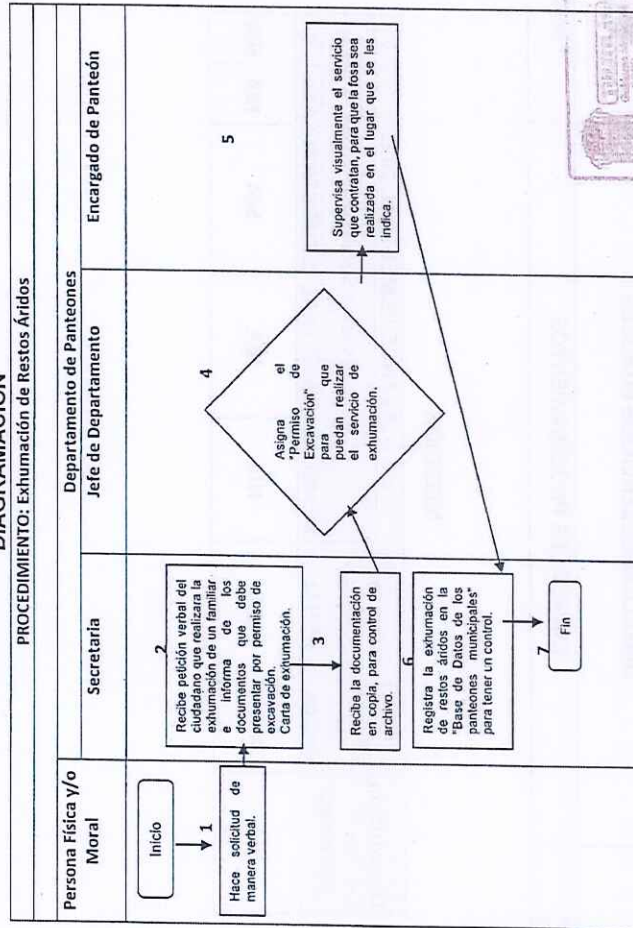 DIAGRAMACIÓN
PROCEDIMIENTO: Exhumación de Restos Áridos
Persona Física y/o
Moral
Departamento de Panteones
Secretaria
Jefe de Departamento
Encargado de Panteón
Inicio
1
Hace solicitud de
manera verbal.
2
Recibe petición verbal del
ciudadano que realizara la
exhumación de un familiar
e informa de los
documentos que debe
presentar por permiso de
excavación.
Carta de exhumación.
3
Recibe la documentación
en copia, para control de
archivo.
4
Asigna el
"Permiso de
Excavación"
para que
puedan realizar
el servicio de
exhumación.
5
Supervisa visualmente el servicio
que contratan, para que la fosa sea
realizada en el lugar que se les
indica.
6
Registra la exhumación
de restos áridos en la
"Base de Datos de los
panteones municipales"
para tener un control.
7
Fin